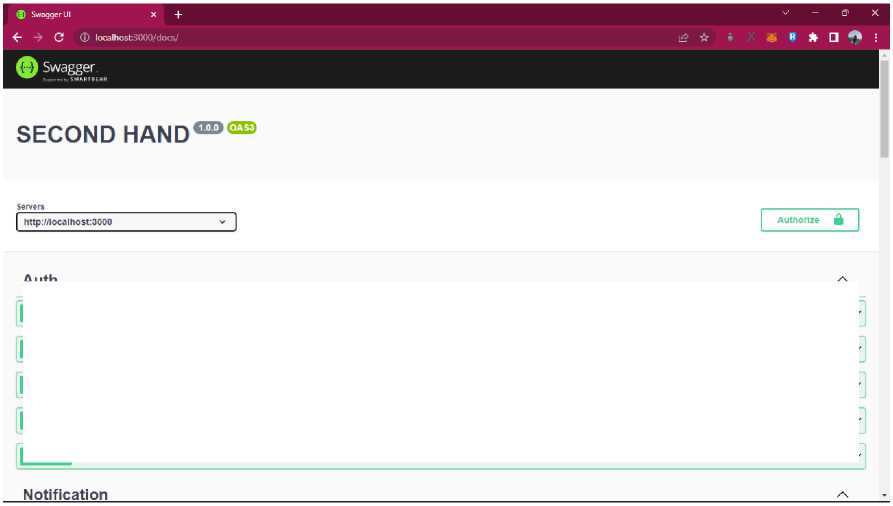 Swagger UI
localhost:3000/docs/
Swagger.
Supported by SMARTBEAR
SECOND HAND 1.0.0 OAS3
Servers
http://localhost:3000
Authorize
Auth
Notification